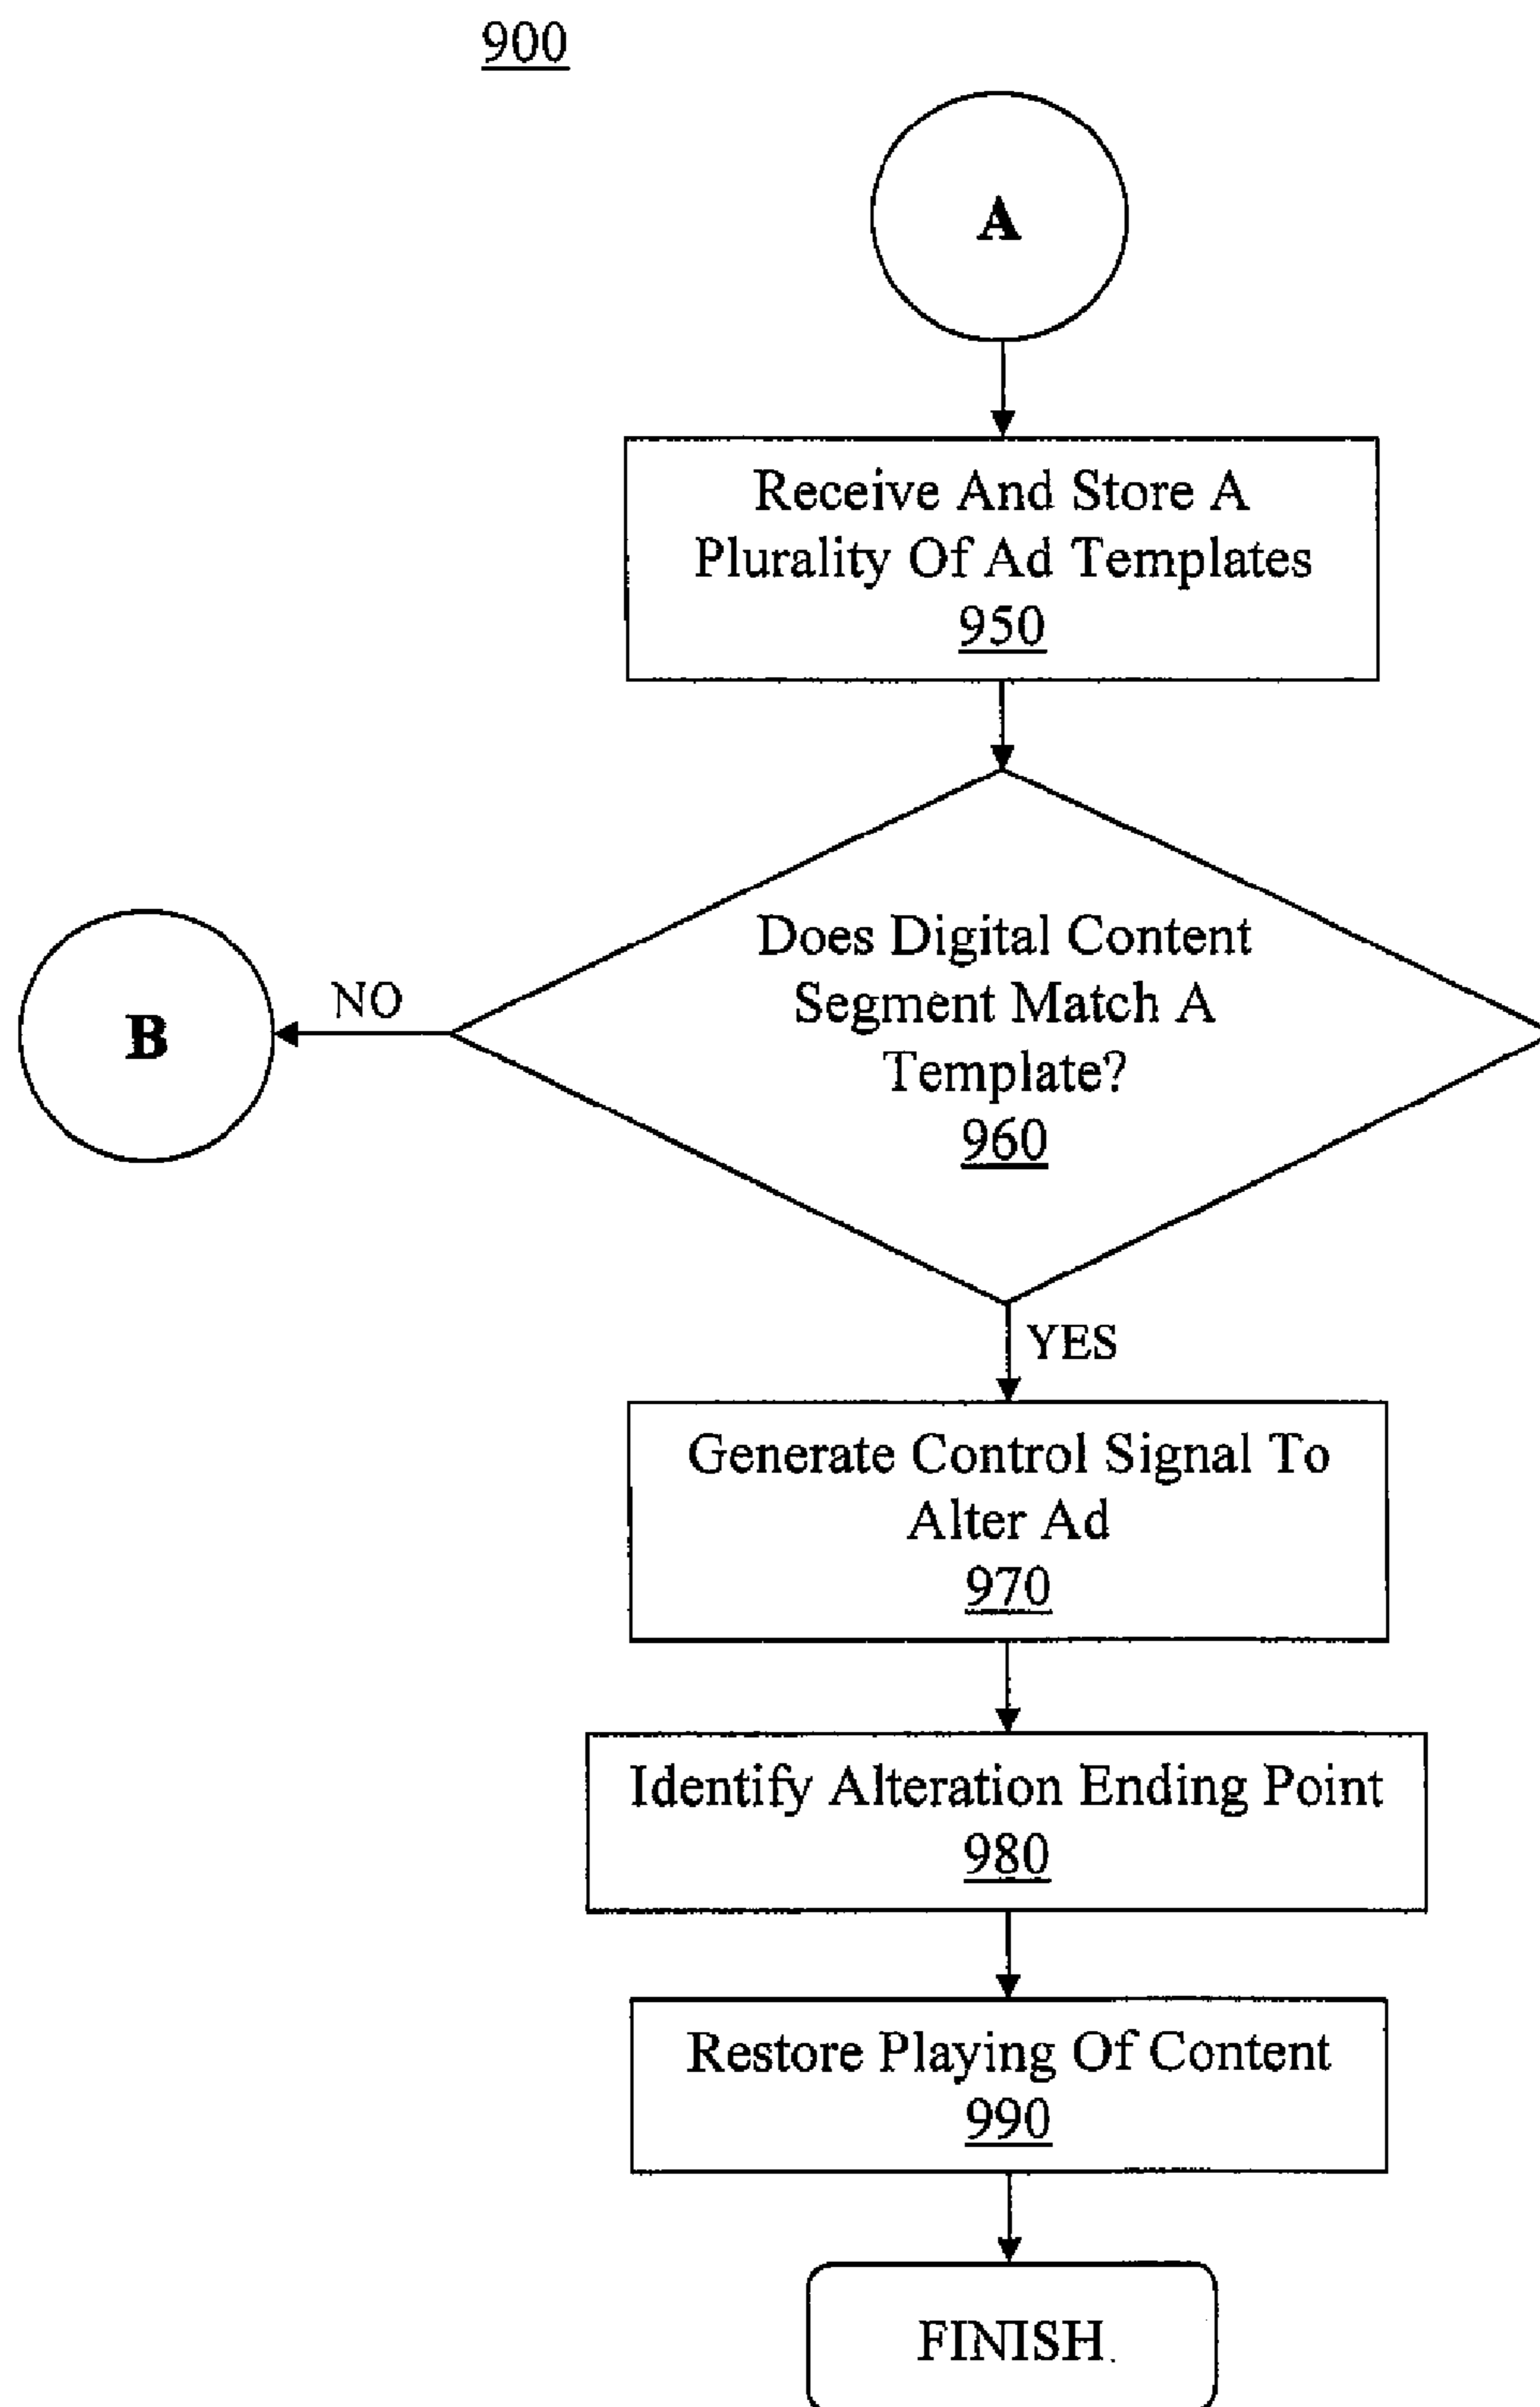 900
A
Receive And Store A
Plurality Of Ad Templates
950
Does Digital Content
Segment Match A
Template?
960
NO
B
YES
Generate Control Signal To
Alter Ad
970
Identify Alteration Ending Point
980
Restore Playing Of Content
990
FINISH